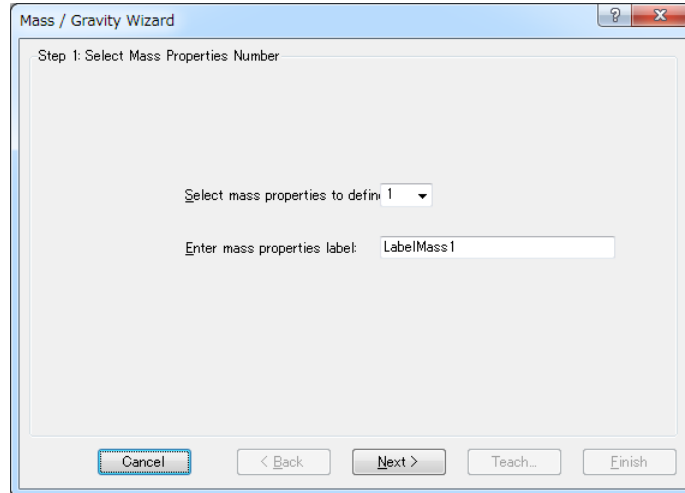 Mass / Gravity Wizard
Step 1: Select Mass Properties Number
Select mass properties to defin 1
Enter mass properties label: LabelMass1
Cancel < Back Next > Teach... Finish